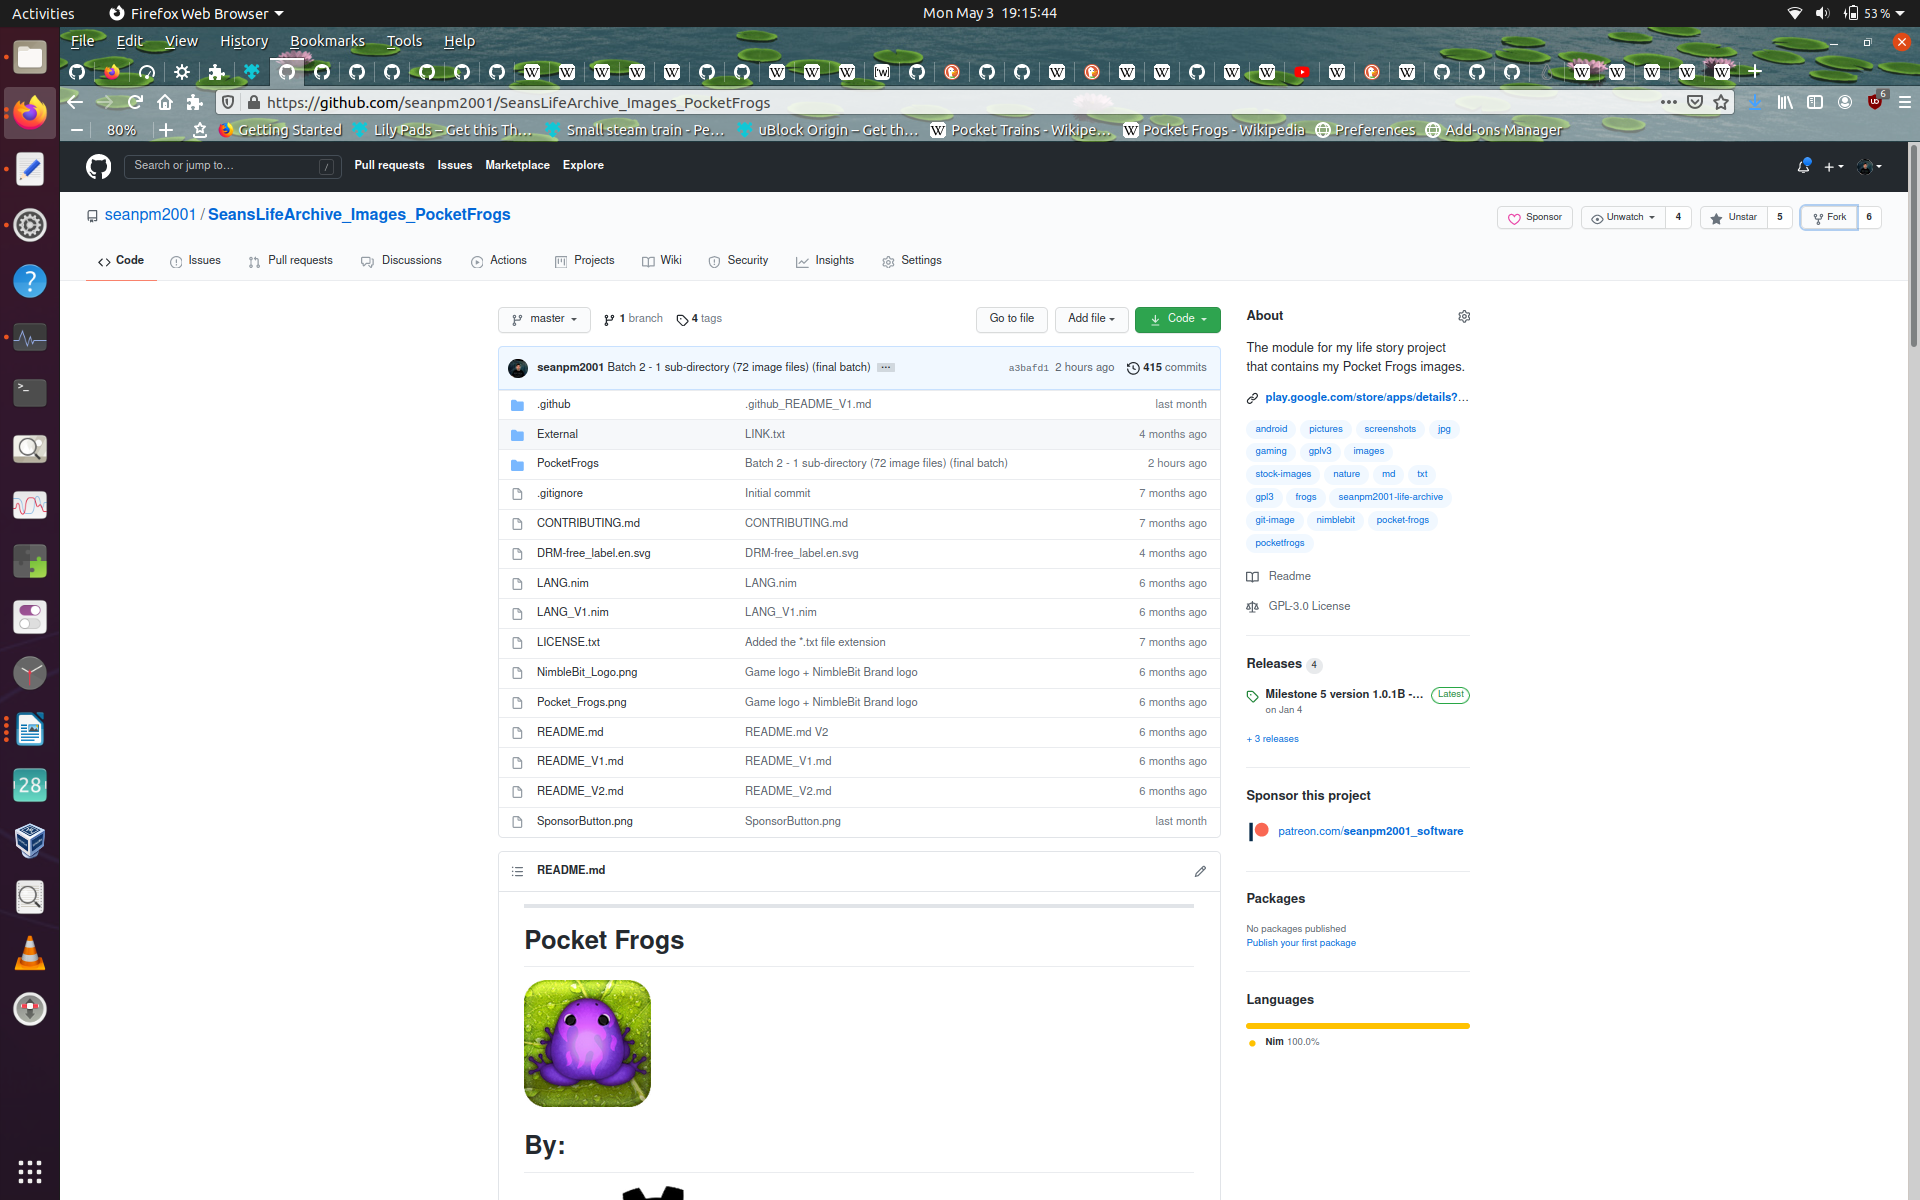 Activities
Firefox Web Browser
Mon May 3 19:15:44
53 %
File Edit View History Bookmarks Tools Help
https://github.com/seanpm2001/SeansLifeArchive_Images_PocketFrogs
6
80%
Getting Started
Lily Pads – Get this Th…
Small steam train - Pe…
uBlock Origin – Get th…
Pocket Trains - Wikipe…
Pocket Frogs - Wikipedia
Preferences
Add-ons Manager
Search or jump to…
/
Pull requests Issues Marketplace Explore
seanpm2001 / SeansLifeArchive_Images_PocketFrogs
Sponsor
Unwatch 4
Unstar 5
Fork 6
Code Issues Pull requests Discussions Actions Projects Wiki Security Insights Settings
master 1 branch 4 tags
Go to file Add file Code
seanpm2001 Batch 2 - 1 sub-directory (72 image files) (final batch) a3bafd1 2 hours ago 415 commits
.github .github_README_V1.md last month
External LINK.txt 4 months ago
PocketFrogs Batch 2 - 1 sub-directory (72 image files) (final batch) 2 hours ago
.gitignore Initial commit 7 months ago
CONTRIBUTING.md CONTRIBUTING.md 7 months ago
DRM-free_label.en.svg DRM-free_label.en.svg 4 months ago
LANG.nim LANG.nim 6 months ago
LANG_V1.nim LANG_V1.nim 6 months ago
LICENSE.txt Added the *.txt file extension 7 months ago
NimbleBit_Logo.png Game logo + NimbleBit Brand logo 6 months ago
Pocket_Frogs.png Game logo + NimbleBit Brand logo 6 months ago
README.md README.md V2 6 months ago
README_V1.md README_V1.md 6 months ago
README_V2.md README_V2.md 6 months ago
SponsorButton.png SponsorButton.png last month
README.md
Pocket Frogs
By:
About
The module for my life story project
that contains my Pocket Frogs images.
play.google.com/store/apps/details?…
android pictures screenshots jpg
gaming gplv3 images
stock-images nature md txt
gpl3 frogs seanpm2001-life-archive
git-image nimblebit pocket-frogs
pocketfrogs
Readme
GPL-3.0 License
Releases 4
Milestone 5 version 1.0.1B -… Latest
on Jan 4
+ 3 releases
Sponsor this project
patreon.com/seanpm2001_software
Packages
No packages published
Publish your first package
Languages
Nim 100.0%
28